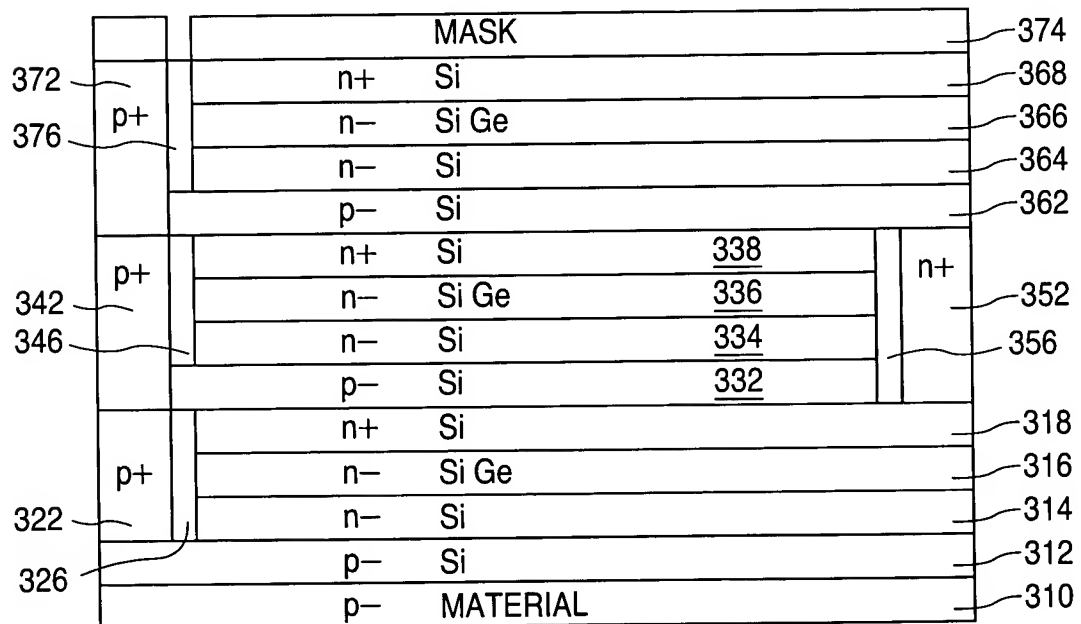 MASK 374
372 n+ Si 368
p+ n− Si Ge 366
376 n− Si 364
p− Si 362
p+ n+ Si 338 n+
342 n− Si Ge 336 352
346 n− Si 334 356
p− Si 332
n+ Si 318
p+ n− Si Ge 316
322 n− Si 314
326 p− Si 312
p− MATERIAL 310